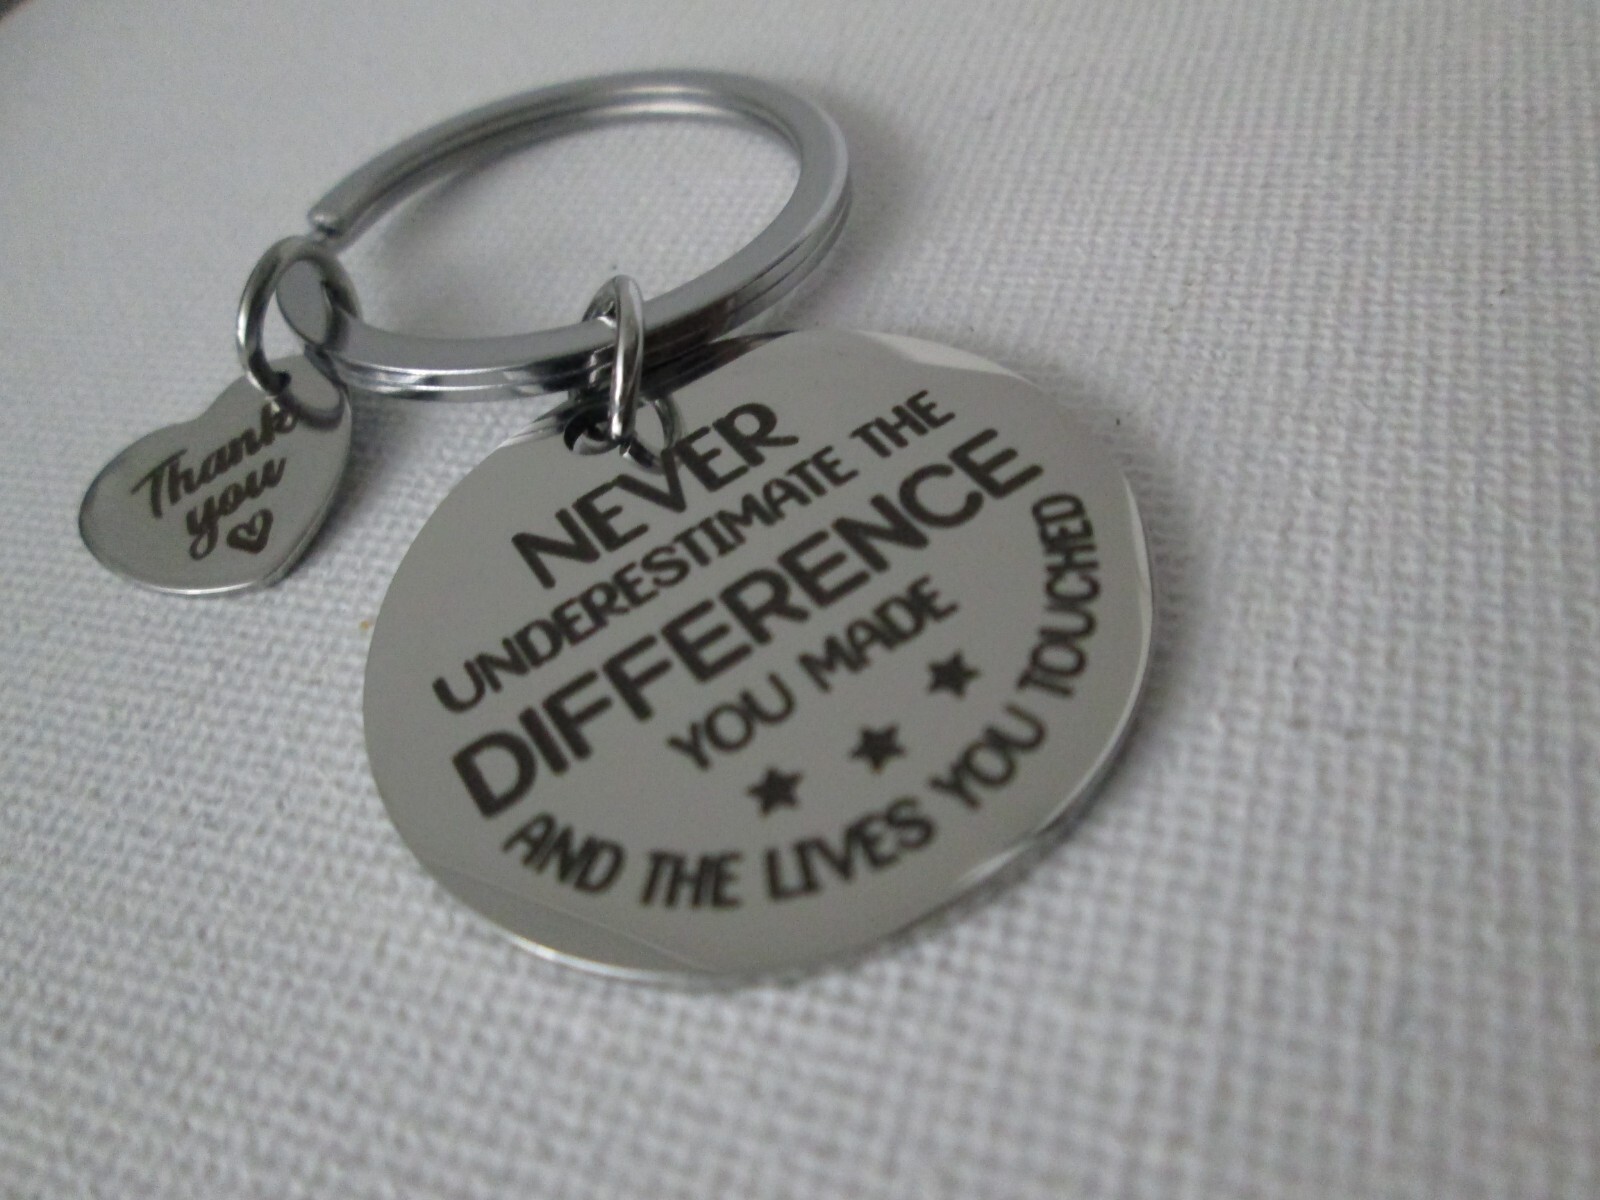 Thank
you
NEVER
UNDERESTIMATE THE
DIFFERENCE
YOU MADE
AND THE LIVES YOU TOUCHED